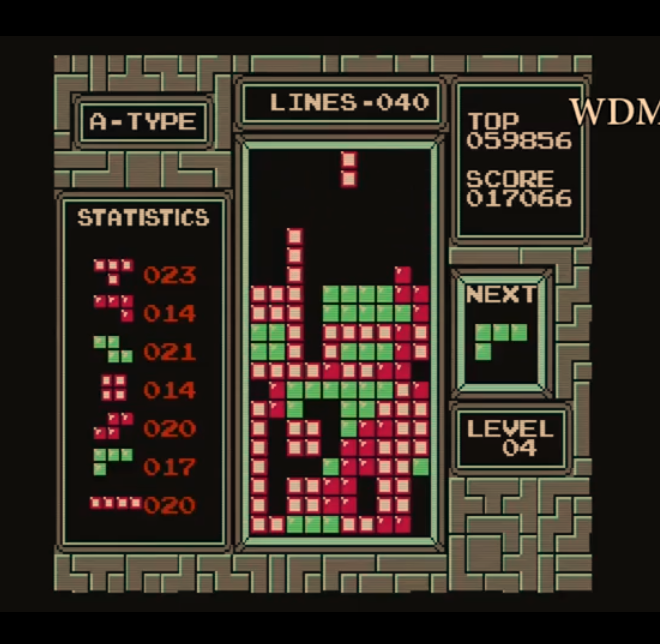 LINES-040
A-TYPE
TOP
059856
WDM
SCORE
017066
STATISTICS
023
014
021
014
020
017
020
NEXT
LEVEL
04